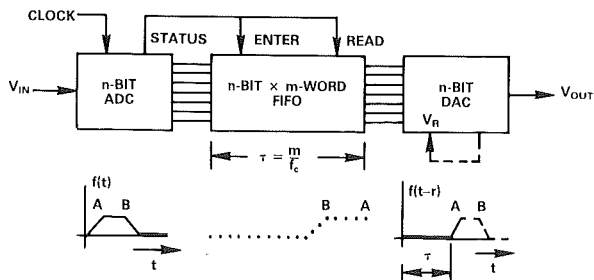 CLOCK
STATUS
ENTER
READ
V_IN
n-BIT
ADC
n-BIT × m-WORD
FIFO
n-BIT
DAC
V_R
V_OUT
τ = m/f_c
f(t)
A B
t
B A
f(t–r)
A B
τ
t